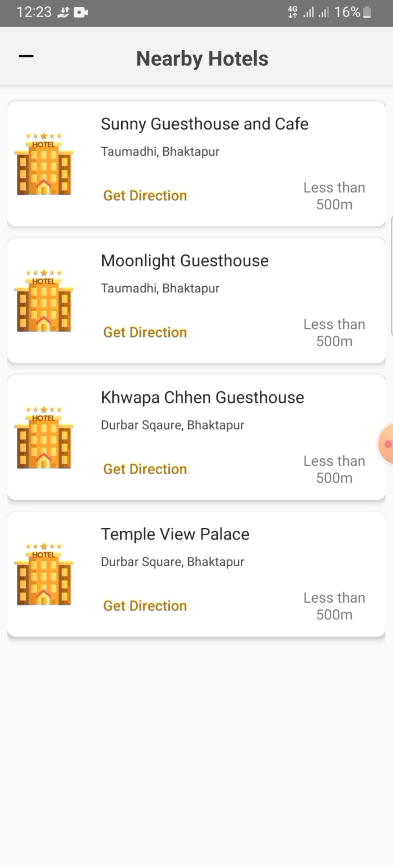 12:23 4G 16%
Nearby Hotels
Sunny Guesthouse and Cafe
HOTEL
Taumadhi, Bhaktapur
Get Direction
Less than
500m
Moonlight Guesthouse
HOTEL
Taumadhi, Bhaktapur
Get Direction
Less than
500m
Khwapa Chhen Guesthouse
HOTEL
Durbar Sqaure, Bhaktapur
Get Direction
Less than
500m
Temple View Palace
HOTEL
Durbar Square, Bhaktapur
Get Direction
Less than
500m